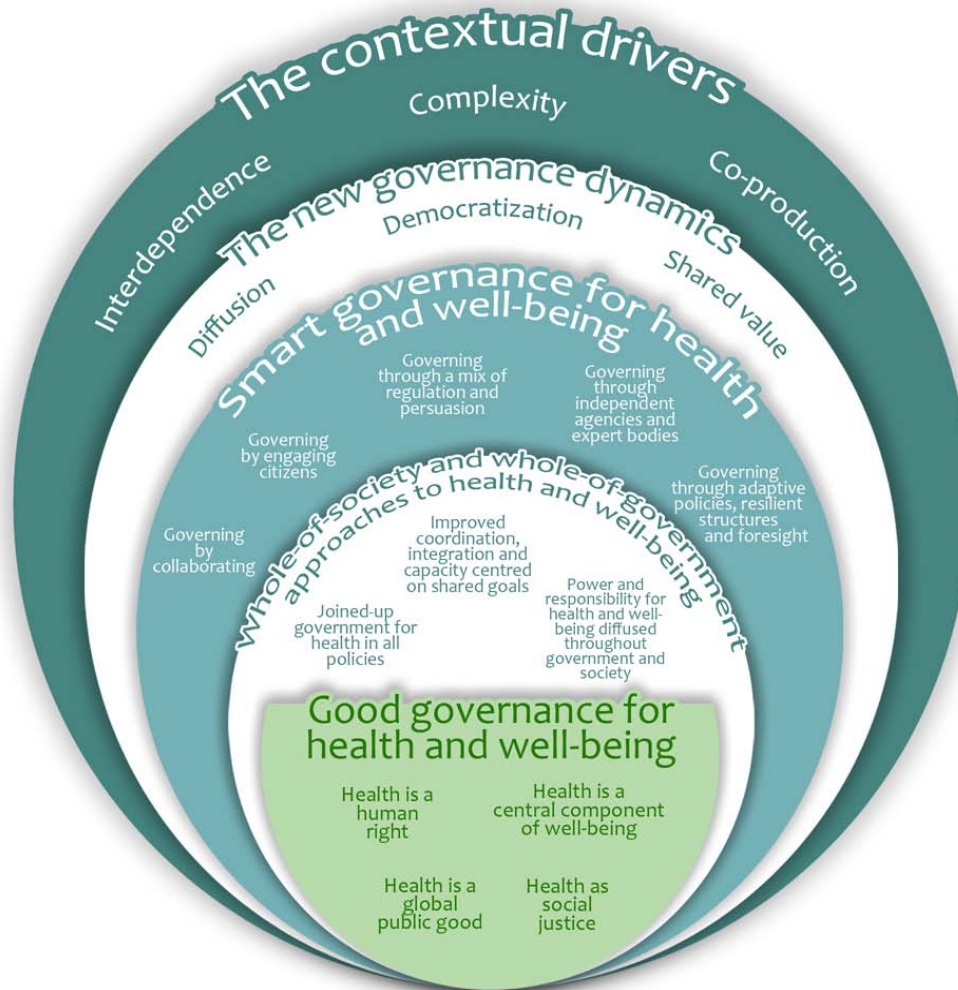 The contextual drivers
Interdependence
Complexity
Co-production
The new governance dynamics
Diffusion
Democratization
Shared value
Smart governance for health
and well-being
Governing
by
collaborating
Governing
by engaging
citizens
Governing
through a mix of
regulation and
persuasion
Governing
through
independent
agencies and
expert bodies
Governing
through adaptive
policies, resilient
structures
and foresight
Whole-of-society and whole-of-government
approaches to health and well-being
Joined-up
government for
health in all
policies
Improved
coordination,
integration and
capacity centred
on shared goals
Power and
responsibility for
health and well-
being diffused
throughout
government and
society
Good governance for
health and well-being
Health is a
human
right
Health is a
central component
of well-being
Health is a
global
public good
Health as
social
justice